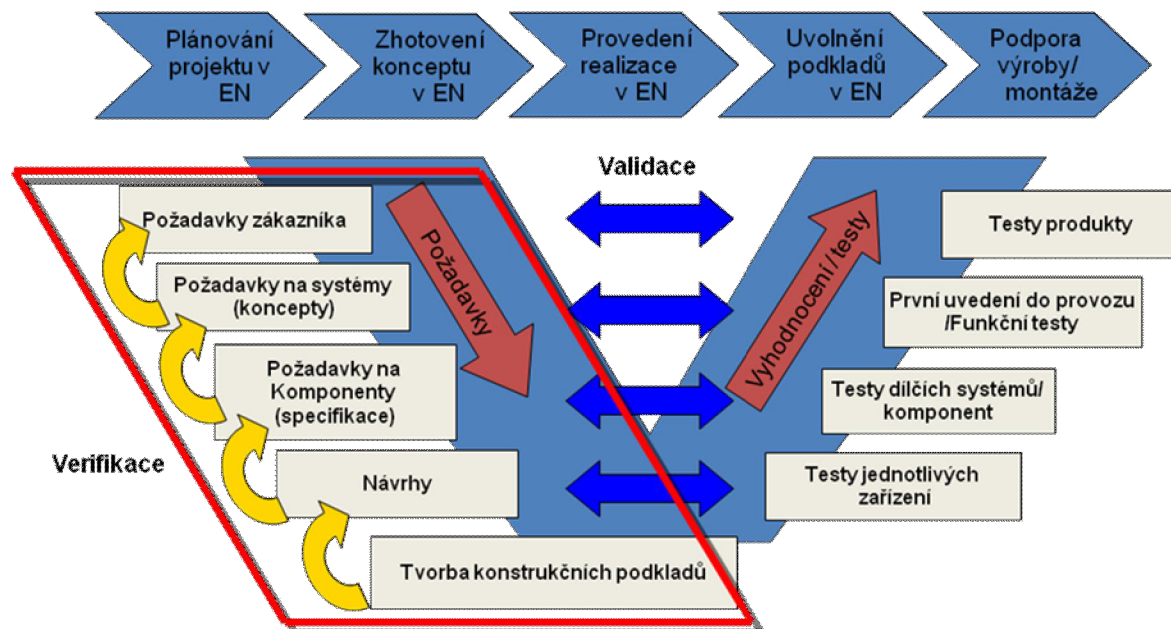 Plánování
projektu v
EN
Zhotovení
konceptu
v EN
Provedení
realizace
v EN
Uvolnění
podkladů
v EN
Podpora
výroby/
montáže
Validace
Požadavky zákazníka
Požadavky na systémy
(koncepty)
Požadavky na
Komponenty
(specifikace)
Návrhy
Tvorba konstrukčních podkladů
Verifikace
Požadavky
Vyhodnocení/testy
Testy produkty
První uvedení do provozu
/Funkční testy
Testy dílčích systémů/
komponent
Testy jednotlivých
zařízení